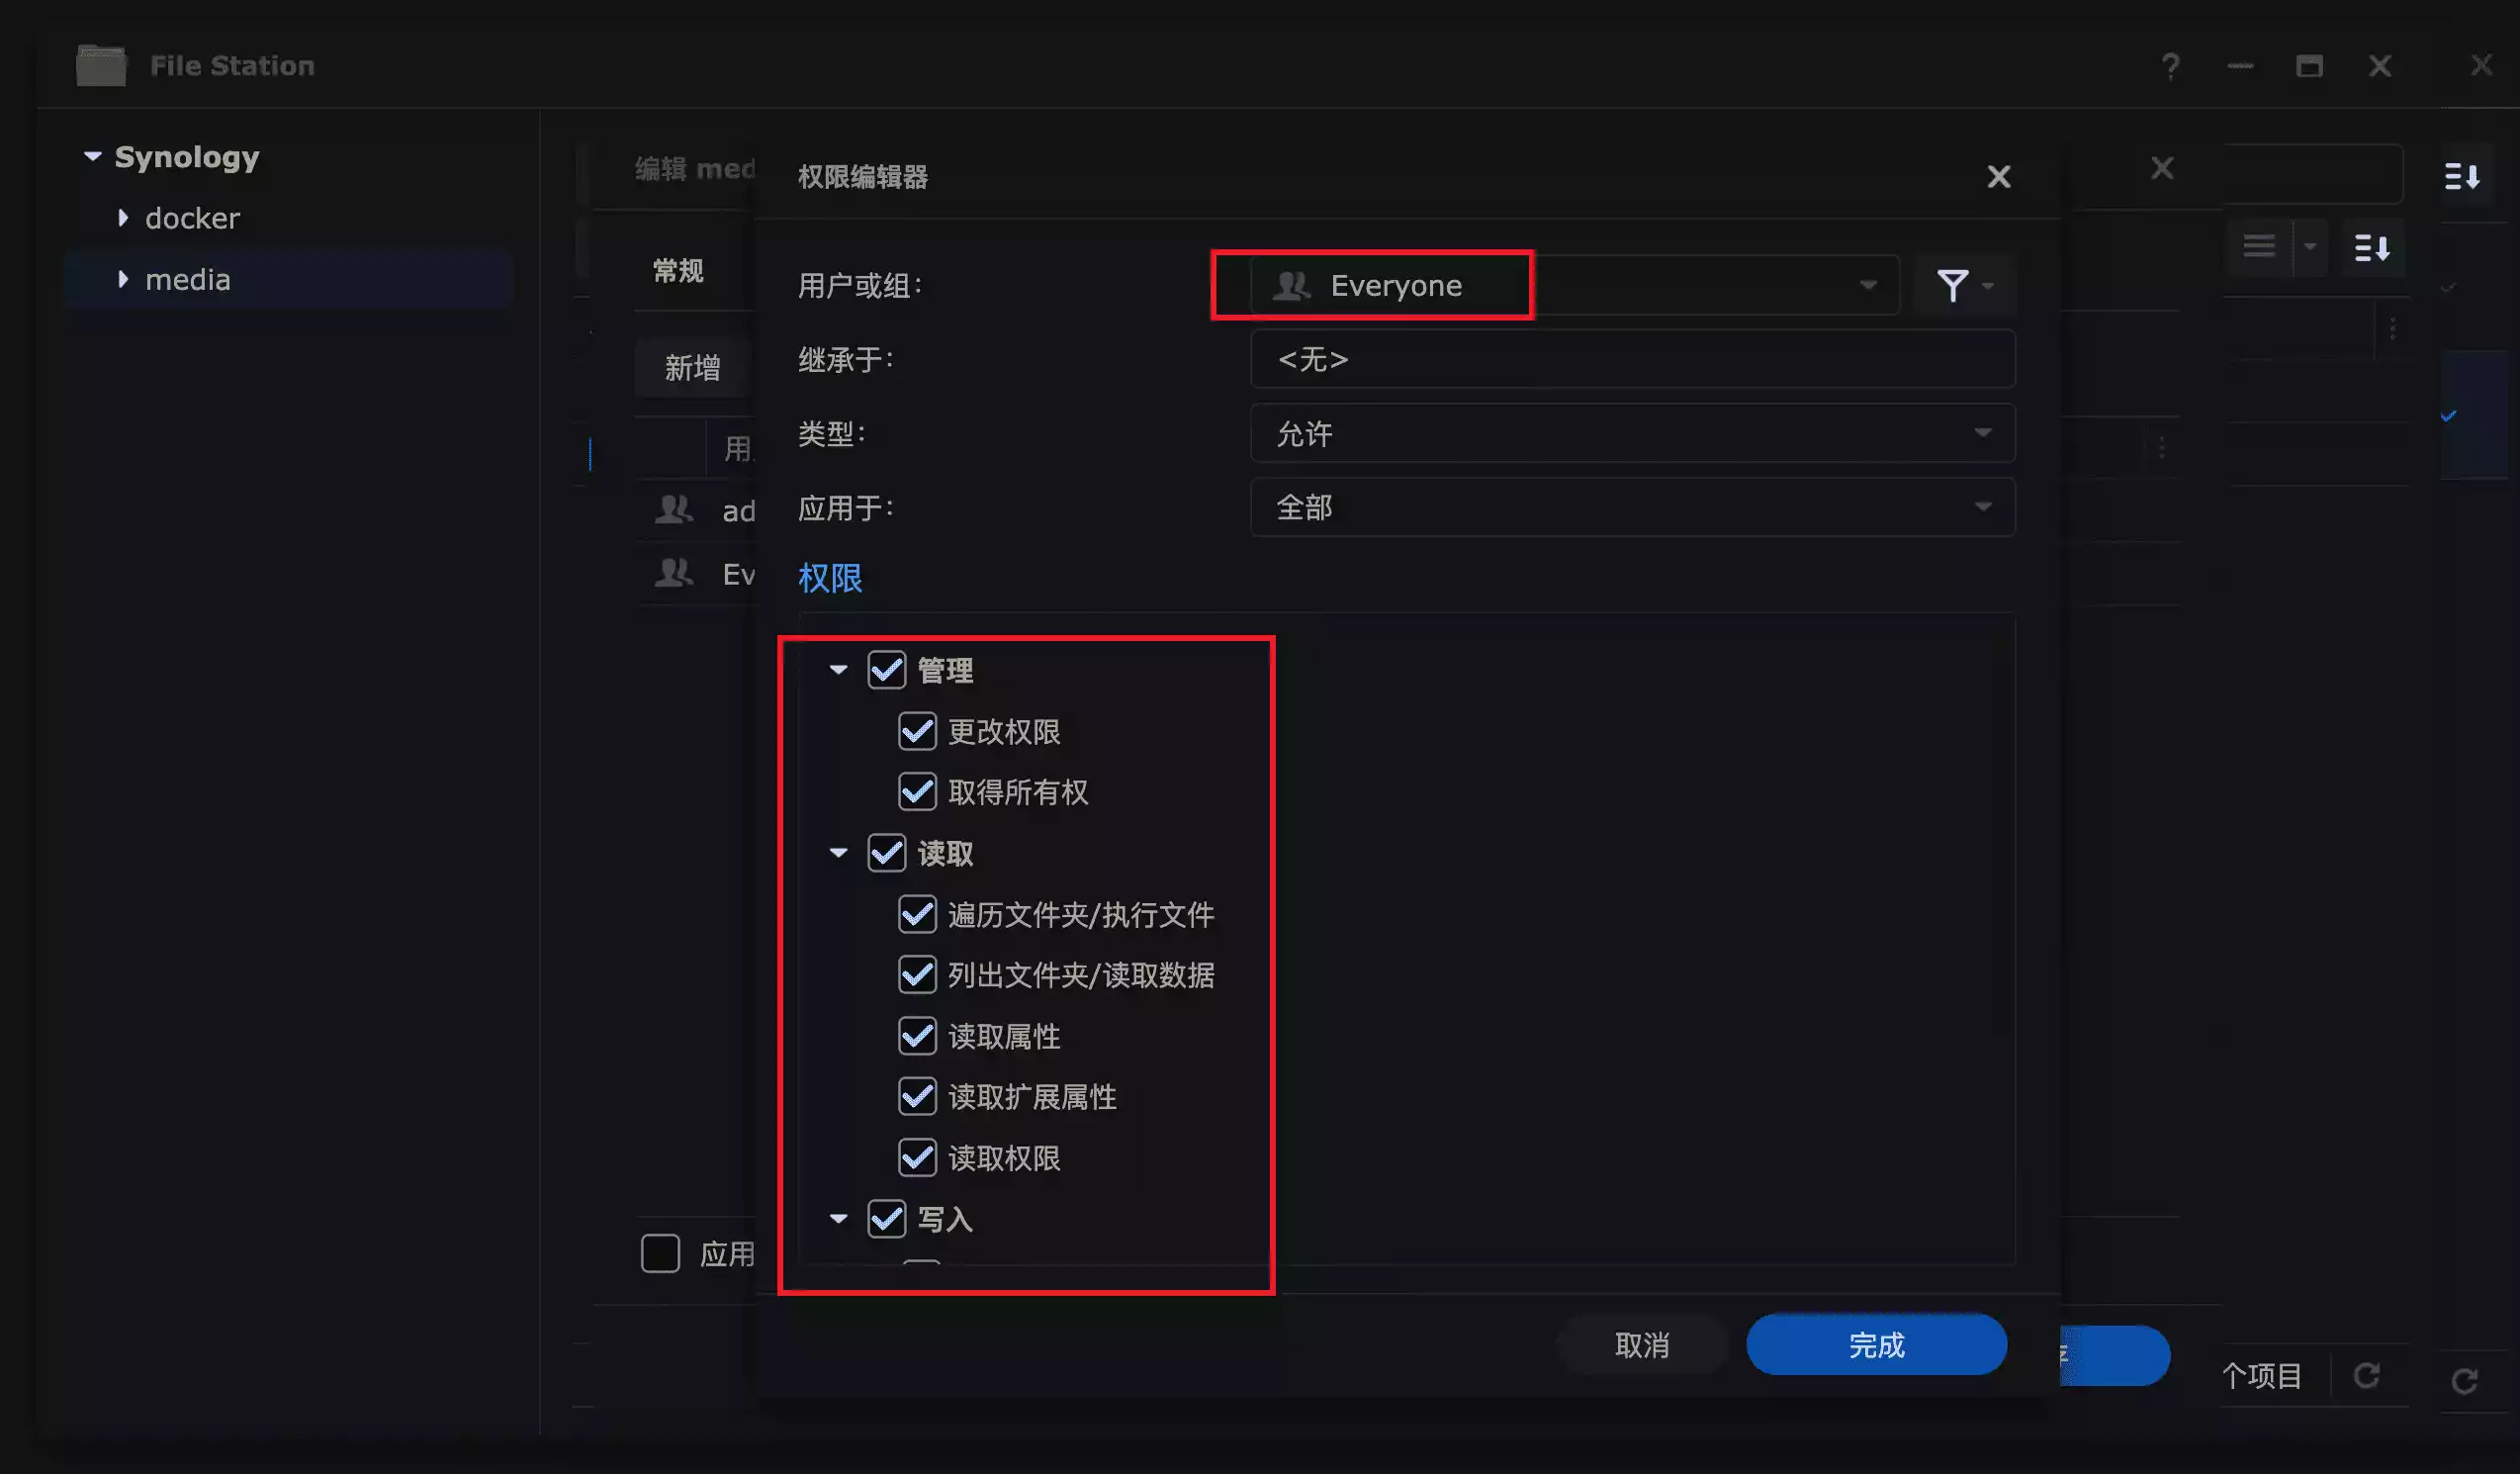 File Station
Synology
docker
media
编辑 med
常规
新增
用
ad
Ev
应用
权限编辑器
用户或组：
Everyone
继承于：
<无>
类型：
允许
应用于：
全部
权限
管理
更改权限
取得所有权
读取
遍历文件夹/执行文件
列出文件夹/读取数据
读取属性
读取扩展属性
读取权限
写入
取消
完成
个项目